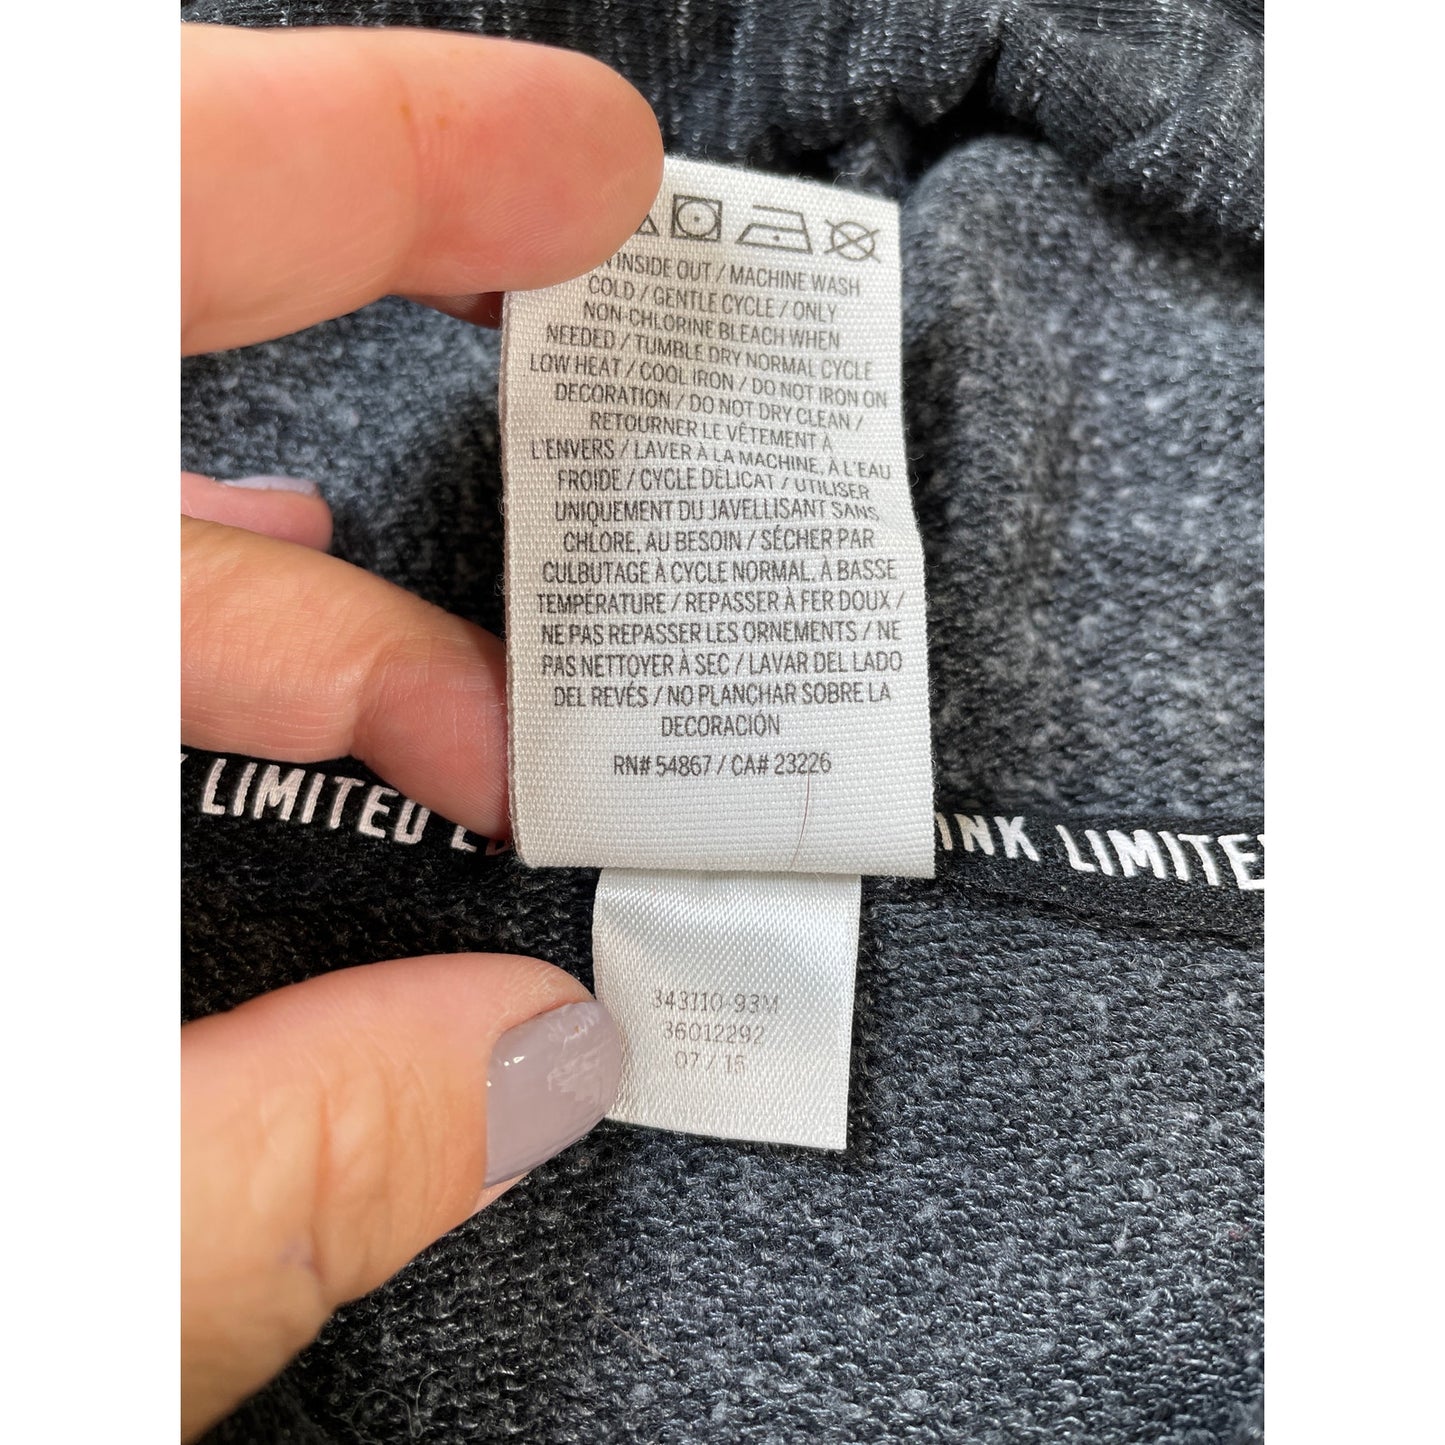 INSIDE OUT / MACHINE WASH
COLD / GENTLE CYCLE / ONLY
NON-CHLORINE BLEACH WHEN
NEEDED / TUMBLE DRY NORMAL CYCLE
LOW HEAT / COOL IRON / DO NOT IRON ON
DECORATION / DO NOT DRY CLEAN /
RETOURNER LE VÊTEMENT À
L'ENVERS / LAVER À LA MACHINE, À L'EAU
FROIDE / CYCLE DÉLICAT / UTILISER
UNIQUEMENT DU JAVELLISANT SANS
CHLORE, AU BESOIN / SÉCHER PAR
CULBUTAGE À CYCLE NORMAL, À BASSE
TEMPÉRATURE / REPASSER À FER DOUX /
NE PAS REPASSER LES ORNEMENTS / NE
PAS NETTOYER À SEC / LAVAR DEL LADO
DEL REVÉS / NO PLANCHAR SOBRE LA
DECORACIÓN
RN# 54867 / CA# 23226
LIMITED
INK LIMITE
343110-93M
36012292
07 /